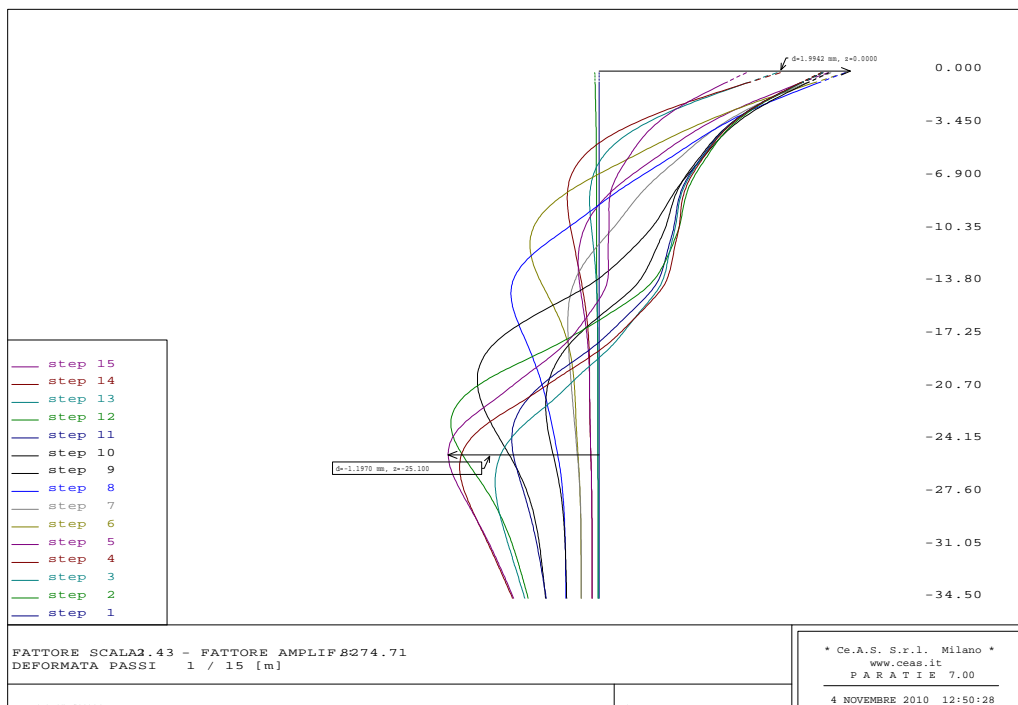 d=1.9942 mm, z=0.0000
0.000
-3.450
-6.900
-10.35
-13.80
-17.25
-20.70
-24.15
-27.60
-31.05
-34.50
d=-1.1970 mm, z=-25.100
step 15
step 14
step 13
step 12
step 11
step 10
step 9
step 8
step 7
step 6
step 5
step 4
step 3
step 2
step 1
FATTORE .43 - FATTORE AMPLIF
DEFORMATA PASSI 1 / 15 [m]
* Ce.A.S. S.r.l. Milano *
www.ceas.it
P A R A T I E 7.00
4 NOVEMBRE 2010 12:50:28